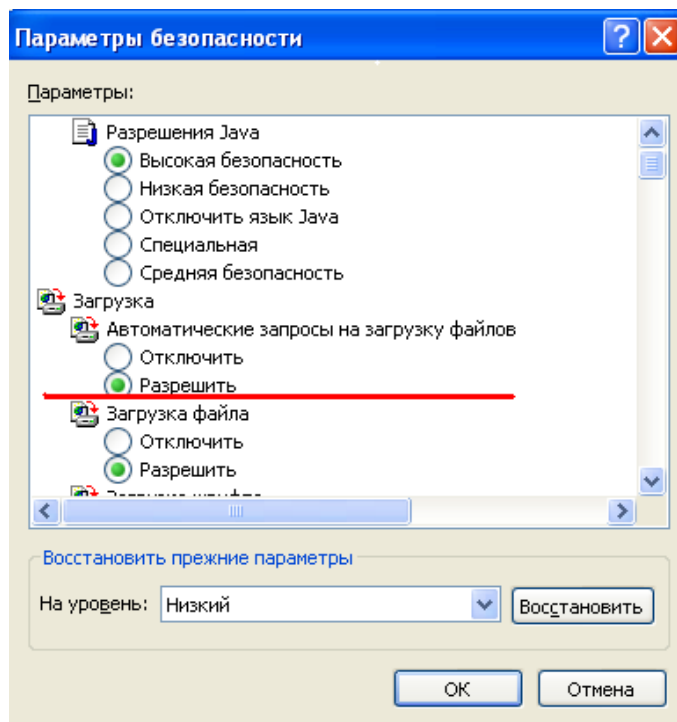 Параметры безопасности
Параметры:
Разрешения Java
Высокая безопасность
Низкая безопасность
Отключить язык Java
Специальная
Средняя безопасность
Загрузка
Автоматические запросы на загрузку файлов
Отключить
Разрешить
Загрузка файла
Отключить
Разрешить
Восстановить прежние параметры
На уровень: Низкий Восстановить
ОК Отмена